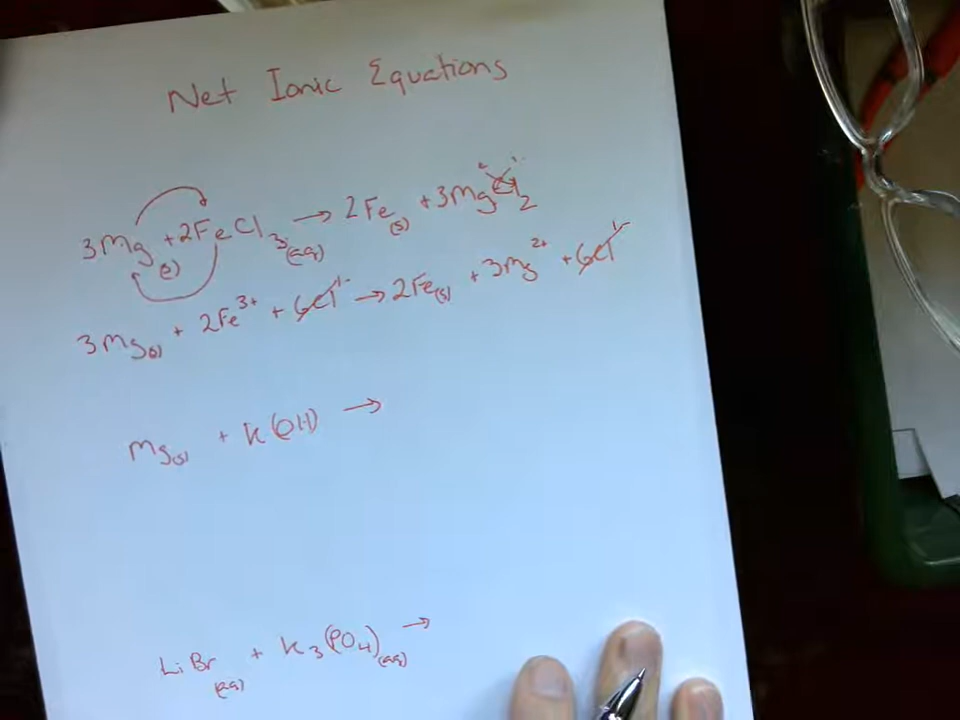 Net Ionic Equations
3Mg(s) + 2FeCl3(aq) → 2Fe(s) + 3MgCl2
3Mg(s) + 2Fe3+ + 6Cl1- → 2Fe(s) + 3Mg2+ + 6Cl1-
Mg(s) + K(OH) →
LiBr(aq) + K3(PO4)(aq) →